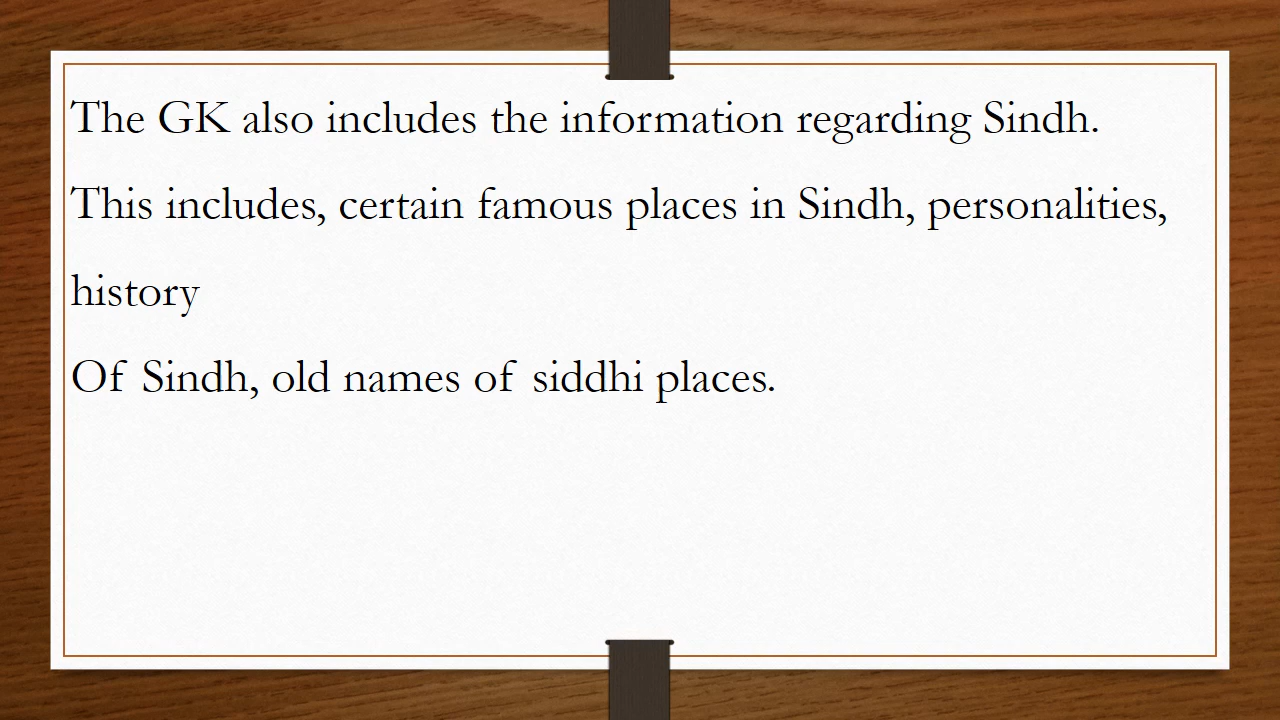 The GK also includes the information regarding Sindh.
This includes, certain famous places in Sindh, personalities,
history
Of Sindh, old names of siddhi places.